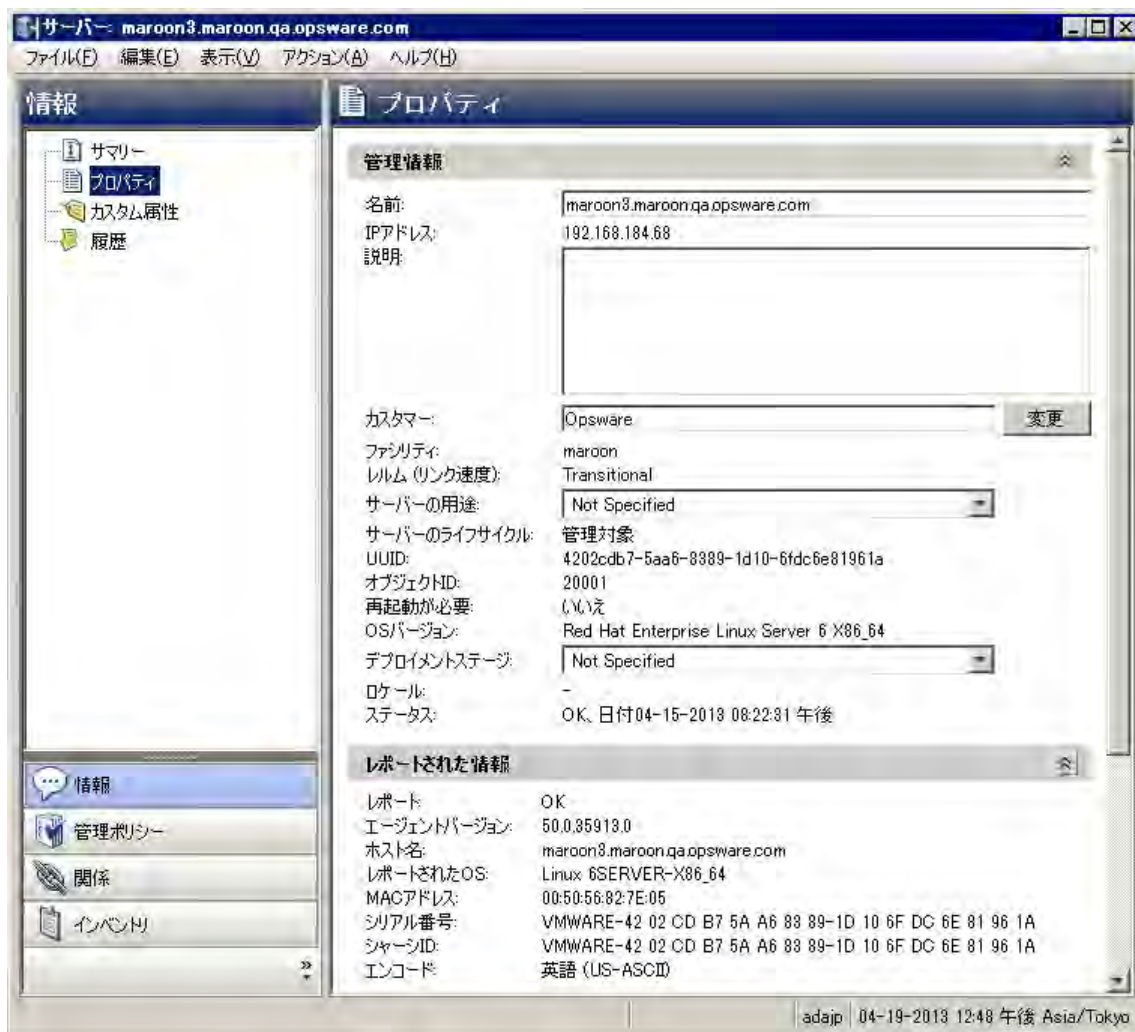 サーバー: maroon3.maroon.qa.opsware.com
ファイル(F) 編集(E) 表示(V) アクション(A) ヘルプ(H)
情報
サマリー
プロパティ
カスタム属性
履歴
情報
管理ポリシー
関係
インベントリ
プロパティ
管理情報
名前: maroon3.maroon.qa.opsware.com
IPアドレス: 192.168.184.68
説明:
カスタマー: Opsware 変更
ファシリティ: maroon
レルム (リンク速度): Transitional
サーバーの用途: Not Specified
サーバーのライフサイクル: 管理対象
UUID: 4202cdb7-5aa6-8389-1d10-6fdc6e81961a
オブジェクトID: 20001
再起動が必要: いいえ
OSバージョン: Red Hat Enterprise Linux Server 6 X86_64
デプロイメントステージ: Not Specified
ロケール: -
ステータス: OK、日付04-15-2013 08:22:31 午後
レポートされた情報
レポート: OK
エージェントバージョン: 50.0.35913.0
ホスト名: maroon3.maroon.qa.opsware.com
レポートされたOS: Linux 6SERVER-X86_64
MACアドレス: 00:50:56:82:7E:05
シリアル番号: VMWARE-42 02 CD B7 5A A6 83 89-1D 10 6F DC 6E 81 96 1A
シャーシID: VMWARE-42 02 CD B7 5A A6 83 89-1D 10 6F DC 6E 81 96 1A
エンコード: 英語 (US-ASCII)
adajp 04-19-2013 12:48 午後 Asia/Tokyo